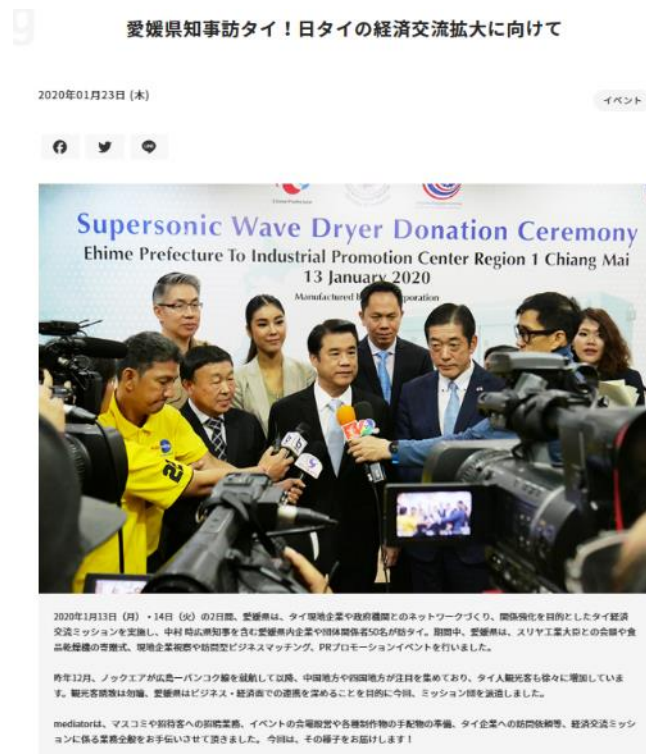 愛媛県知事訪タイ！日タイの経済交流拡大に向けて
2020年01月23日 (木)
イベント
Supersonic Wave Dryer Donation Ceremony
Ehime Prefecture To Industrial Promotion Center Region 1 Chiang Mai
13 January 2020
Manufactured
2020年1月13日（月）・14日（火）の2日間、愛媛県は、タイ現地企業や政府機関とのネットワークづくり、関係強化を目的としたタイ経済
交流ミッションを実施し、中村 時広県知事を含む愛媛県内企業や団体関係者50名が訪タイ。期間中、愛媛県は、スリヤ工業大臣との会談や食
品乾燥機の寄贈式、現地企業視察や訪問型ビジネスマッチング、PRプロモーションイベントを行いました。
昨年12月、ノックエアが広島ーバンコク線を就航して以降、中国地方や四国地方が注目を集めており、タイ人観光客も徐々に増加していま
す。観光客誘致は勿論、愛媛県はビジネス・経済面での連携を深めることを目的に今回、ミッション団を派遣しました。
mediatorは、マスコミや招待客への招聘業務、イベントの会場設営や各種制作物の手配物の準備、タイ企業への訪問依頼等、経済交流ミッシ
ョンに係る業務全般をお手伝いさせて頂きました。今回は、その様子をお届けします！